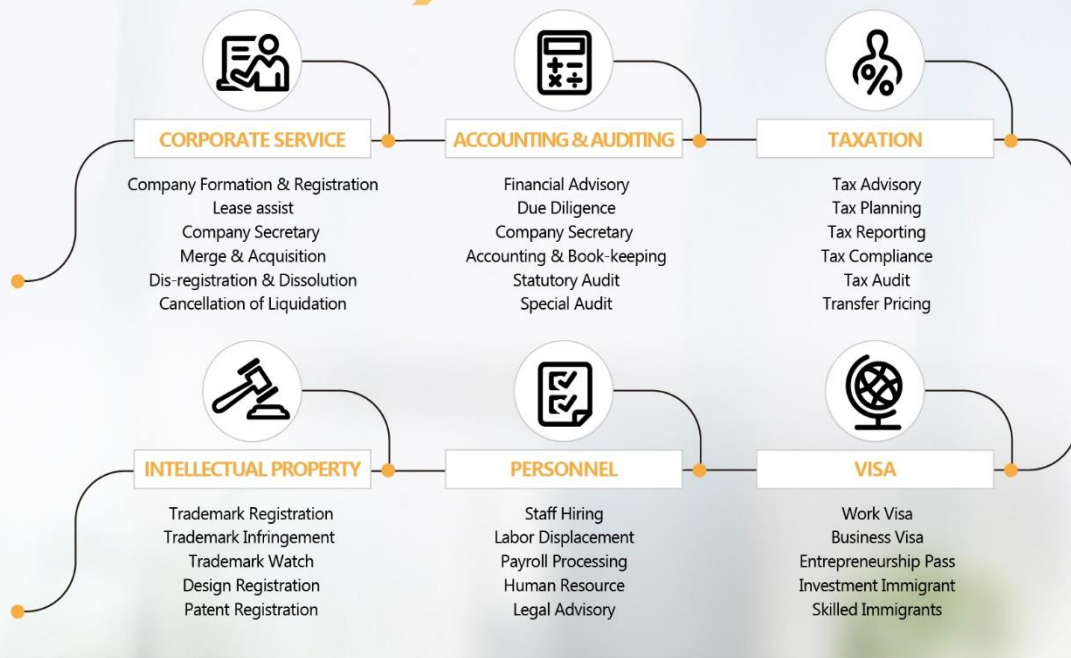 CORPORATE SERVICE
Company Formation & Registration
Lease assist
Company Secretary
Merge & Acquisition
Dis-registration & Dissolution
Cancellation of Liquidation
ACCOUNTING & AUDITING
Financial Advisory
Due Diligence
Company Secretary
Accounting & Book-keeping
Statutory Audit
Special Audit
TAXATION
Tax Advisory
Tax Planning
Tax Reporting
Tax Compliance
Tax Audit
Transfer Pricing
INTELLECTUAL PROPERTY
Trademark Registration
Trademark Infringement
Trademark Watch
Design Registration
Patent Registration
PERSONNEL
Staff Hiring
Labor Displacement
Payroll Processing
Human Resource
Legal Advisory
VISA
Work Visa
Business Visa
Entrepreneurship Pass
Investment Immigrant
Skilled Immigrants